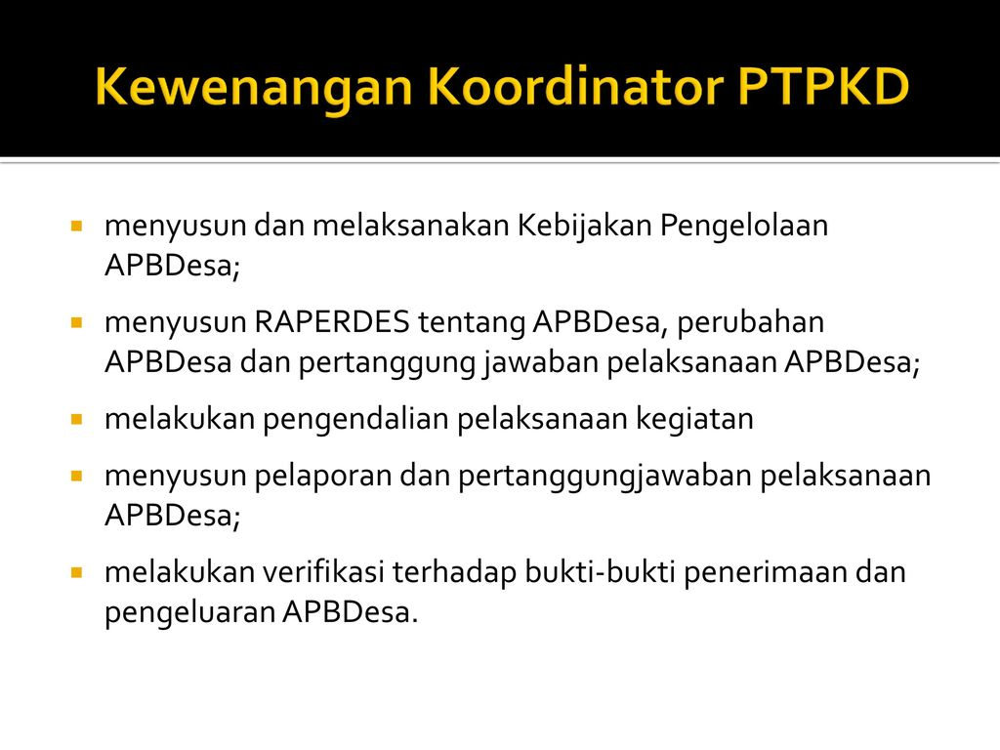 Kewenangan Koordinator PTPKD
menyusun dan melaksanakan Kebijakan Pengelolaan
APBDesa;
menyusun RAPERDES tentang APBDesa, perubahan
APBDesa dan pertanggung jawaban pelaksanaan APBDesa;
melakukan pengendalian pelaksanaan kegiatan
menyusun pelaporan dan pertanggungjawaban pelaksanaan
APBDesa;
melakukan verifikasi terhadap bukti-bukti penerimaan dan
pengeluaran APBDesa.